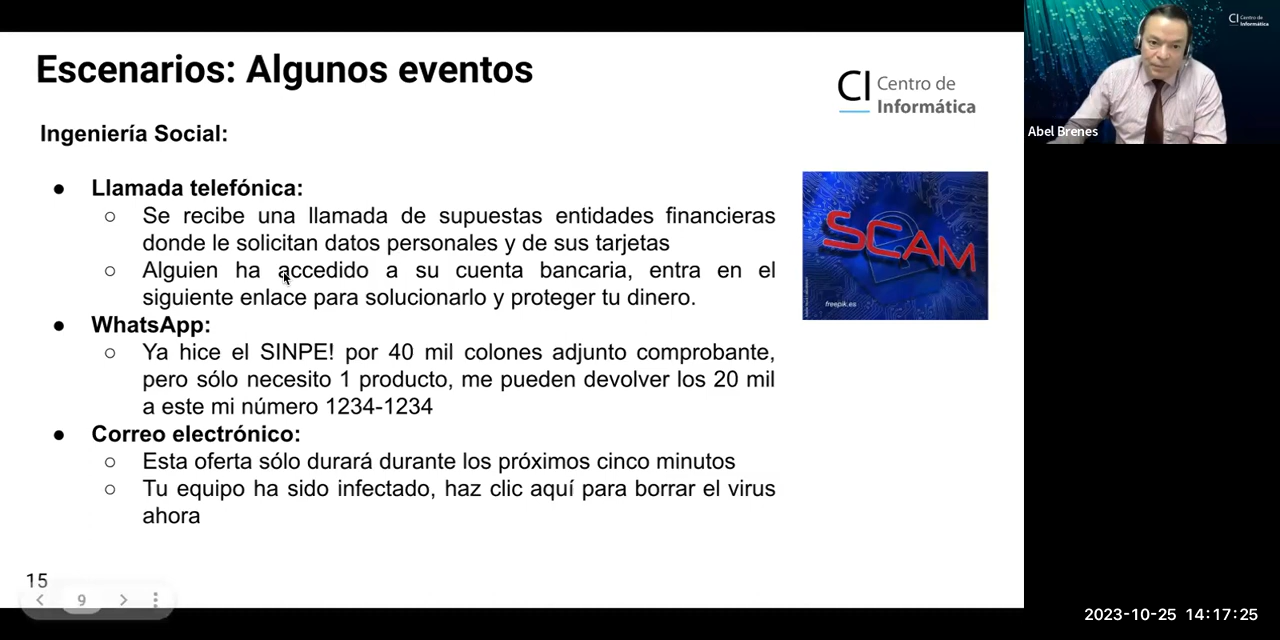 Escenarios: Algunos eventos
CI Centro de
Informática
Ingeniería Social:
● Llamada telefónica:
○ Se recibe una llamada de supuestas entidades financieras
donde le solicitan datos personales y de sus tarjetas
○ Alguien ha accedido a su cuenta bancaria, entra en el
siguiente enlace para solucionarlo y proteger tu dinero.
● WhatsApp:
○ Ya hice el SINPE! por 40 mil colones adjunto comprobante,
pero sólo necesito 1 producto, me pueden devolver los 20 mil
a este mi número 1234-1234
● Correo electrónico:
○ Esta oferta sólo durará durante los próximos cinco minutos
○ Tu equipo ha sido infectado, haz clic aquí para borrar el virus
ahora
SCAM
freepik.es
15
9
CI Centro de
Informática
Abel Brenes
2023-10-25 14:17:25